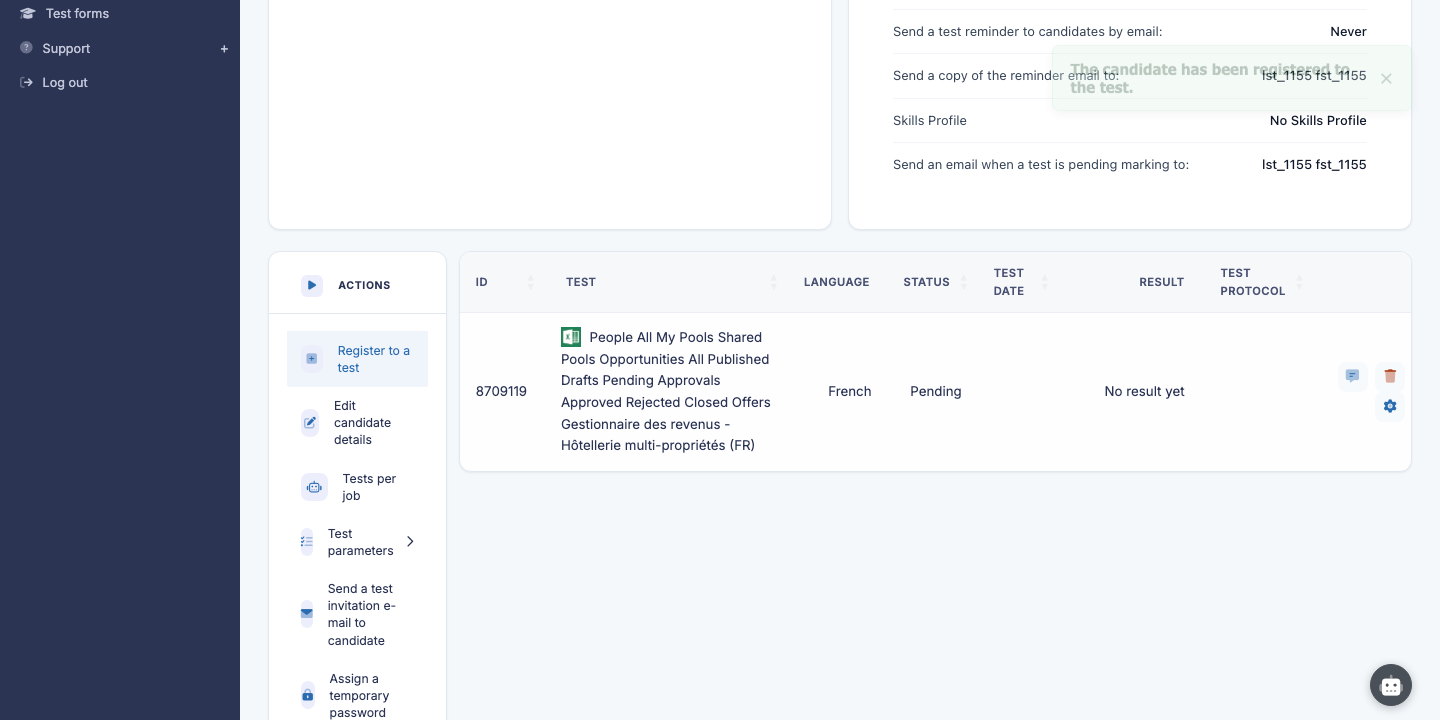 Test forms
Support
+
Log out
Send a test reminder to candidates by email:
Never
The candidate has been registered to
the test.
Send a copy of the reminder email to:
lst_1155 fst_1155
Skills Profile
No Skills Profile
Send an email when a test is pending marking to:
lst_1155 fst_1155
ACTIONS
Register to a
test
Edit
candidate
details
Tests per
job
Test
parameters
Send a test
invitation e-
mail to
candidate
Assign a
temporary
password
ID
TEST
LANGUAGE
STATUS
TEST
DATE
RESULT
TEST
PROTOCOL
8709119
People All My Pools Shared
Pools Opportunities All Published
Drafts Pending Approvals
Approved Rejected Closed Offers
Gestionnaire des revenus -
Hôtellerie multi-propriétés (FR)
French
Pending
No result yet